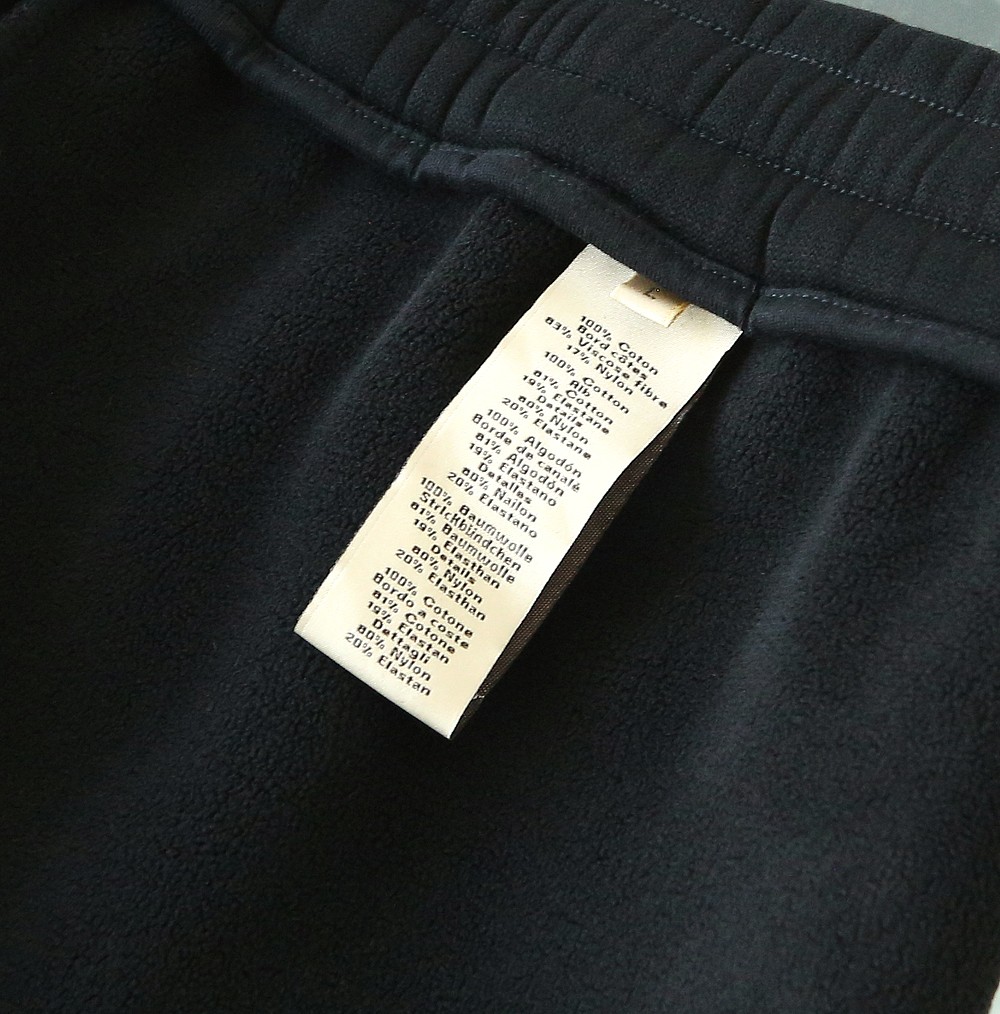 L
100% Coton
Bord côtes
83% Viscose fibre
17% Nylon
100% Cotton
Rib
81% Cotton
19% Elastane
Details
80% Nylon
20% Elastane
100% Algodón
Borde de canalé
81% Algodón
19% Elastano
Detalles
80% Nailon
20% Elastano
100% Baumwolle
Strickbündchen
81% Baumwolle
19% Elasthan
Details
80% Nylon
20% Elasthan
100% Cotone
Bordo a coste
81% Cotone
19% Elastan
Dettagli
80% Nylon
20% Elastan